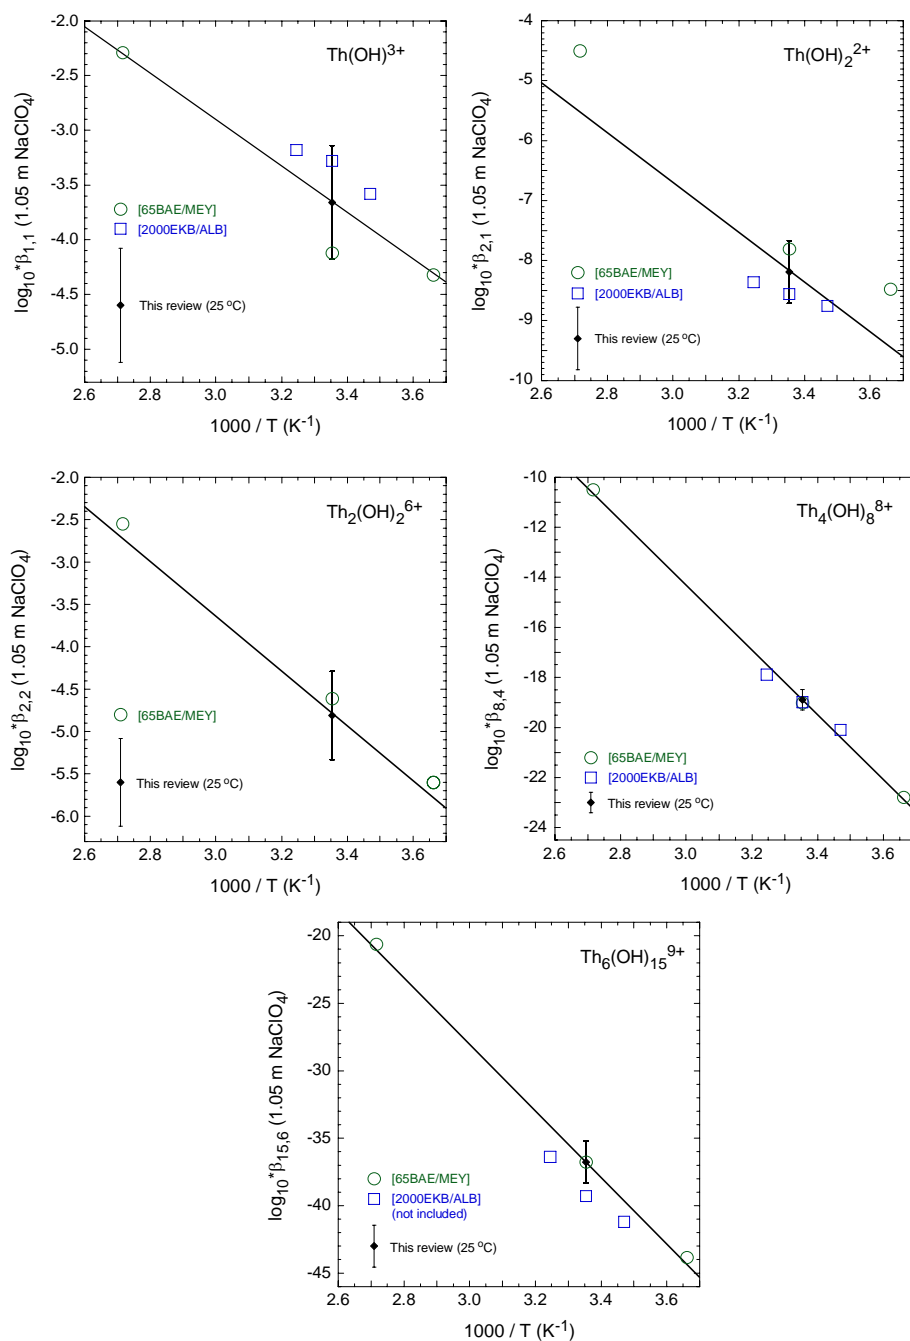 Th(OH)3+
log10*β1,1 (1.05 m NaClO4)
-2.0
-2.5
-3.0
-3.5
-4.0
-4.5
-5.0
[65BAE/MEY]
[2000EKB/ALB]
This review (25 oC)
2.6 2.8 3.0 3.2 3.4 3.6
1000 / T (K-1)
Th(OH)22+
log10*β2,1 (1.05 m NaClO4)
-4
-5
-6
-7
-8
-9
-10
[65BAE/MEY]
[2000EKB/ALB]
This review (25 oC)
2.6 2.8 3.0 3.2 3.4 3.6
1000 / T (K-1)
Th2(OH)26+
log10*β2,2 (1.05 m NaClO4)
-2.0
-2.5
-3.0
-3.5
-4.0
-4.5
-5.0
-5.5
-6.0
[65BAE/MEY]
This review (25 oC)
2.6 2.8 3.0 3.2 3.4 3.6
1000 / T (K-1)
Th4(OH)88+
log10*β8,4 (1.05 m NaClO4)
-10
-12
-14
-16
-18
-20
-22
-24
[65BAE/MEY]
[2000EKB/ALB]
This review (25 oC)
2.6 2.8 3.0 3.2 3.4 3.6
1000 / T (K-1)
Th6(OH)159+
log10*β15,6 (1.05 m NaClO4)
-20
-25
-30
-35
-40
-45
[65BAE/MEY]
[2000EKB/ALB]
(not included)
This review (25 oC)
2.6 2.8 3.0 3.2 3.4 3.6
1000 / T (K-1)